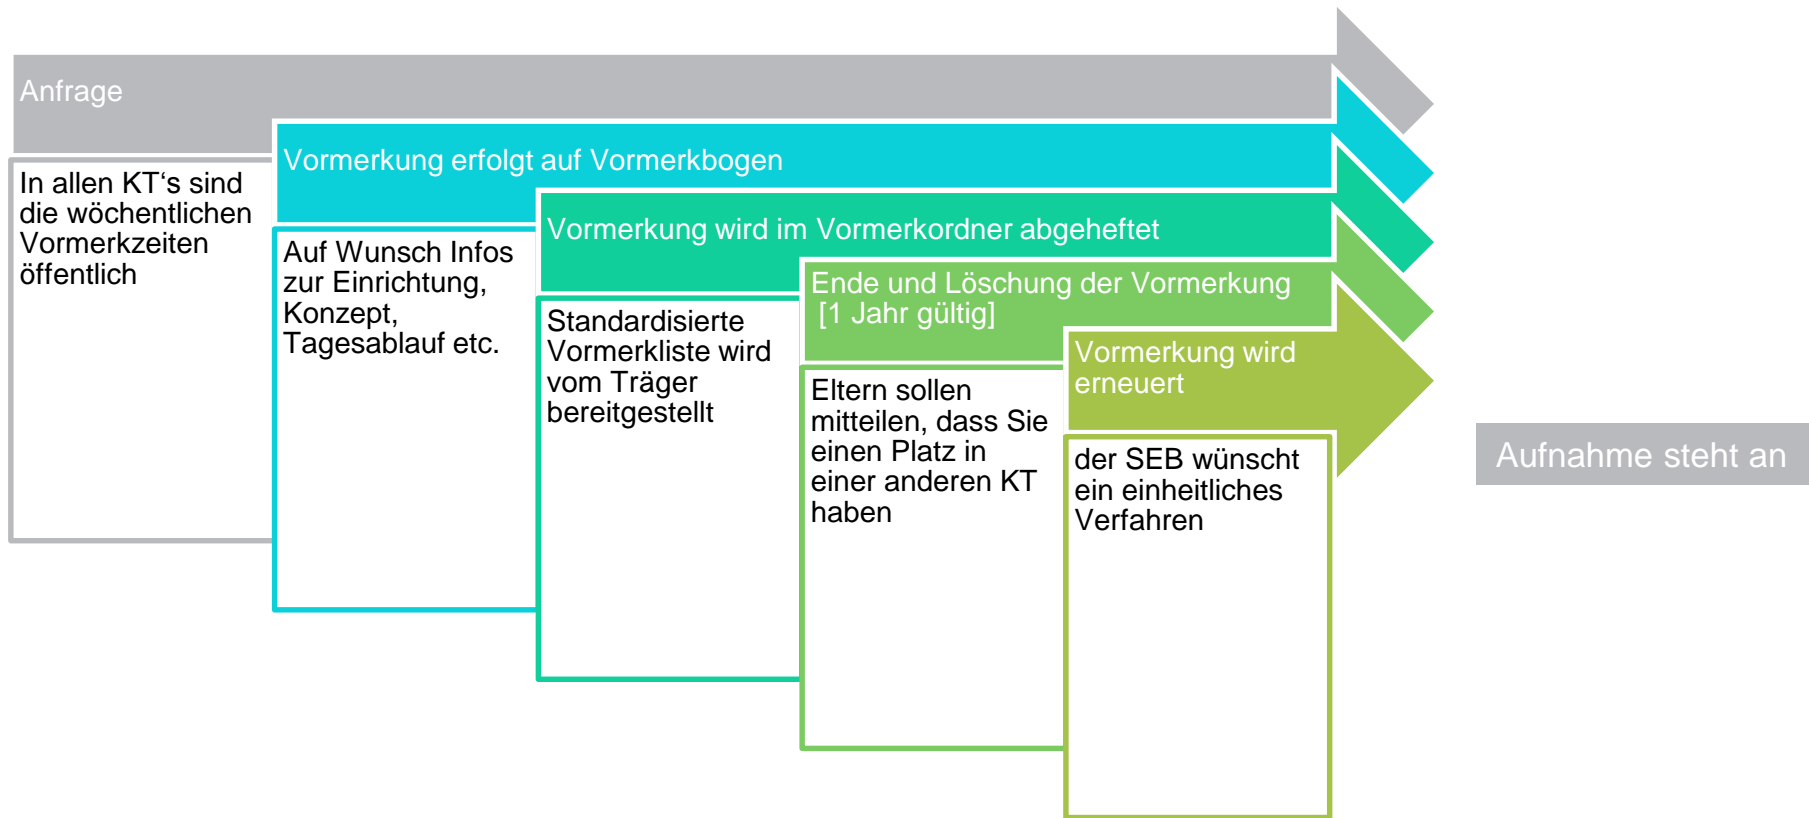 Anfrage
In allen KT‘s sind
die wöchentlichen
Vormerkzeiten
öffentlich
Vormerkung erfolgt auf Vormerkbogen
Auf Wunsch Infos
zur Einrichtung,
Konzept,
Tagesablauf etc.
Vormerkung wird im Vormerkordner abgeheftet
Standardisierte
Vormerkliste wird
vom Träger
bereitgestellt
Ende und Löschung der Vormerkung
[1 Jahr gültig]
Eltern sollen
mitteilen, dass Sie
einen Platz in
einer anderen KT
haben
Vormerkung wird
erneuert
der SEB wünscht
ein einheitliches
Verfahren
Aufnahme steht an